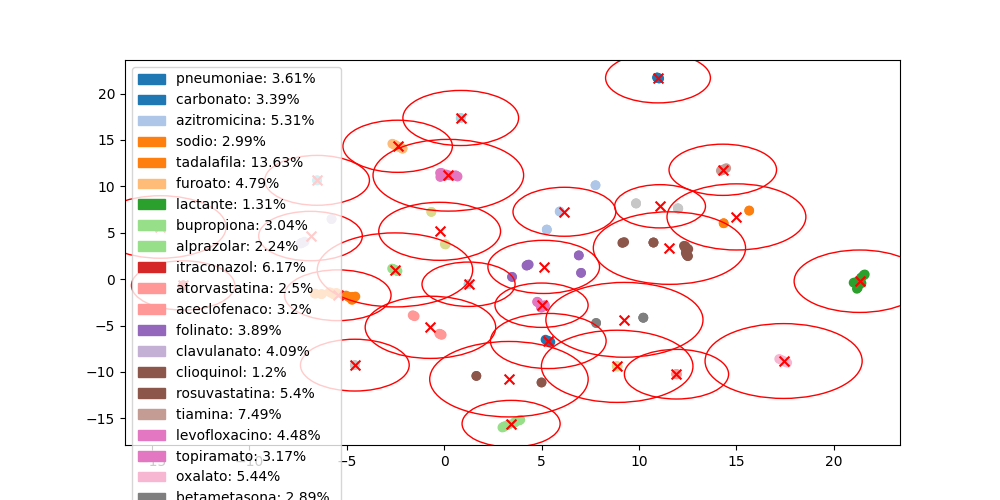 pneumoniae: 3.61%
carbonato: 3.39%
azitromicina: 5.31%
sodio: 2.99%
tadalafila: 13.63%
furoato: 4.79%
lactante: 1.31%
bupropiona: 3.04%
alprazolar: 2.24%
itraconazol: 6.17%
atorvastatina: 2.5%
aceclofenaco: 3.2%
folinato: 3.89%
clavulanato: 4.09%
clioquinol: 1.2%
rosuvastatina: 5.4%
tiamina: 7.49%
levofloxacino: 4.48%
topiramato: 3.17%
oxalato: 5.44%
betametasona: 2.89%
20
15
10
5
0
−5
−10
−15
−15 −10 −5 0 5 10 15 20